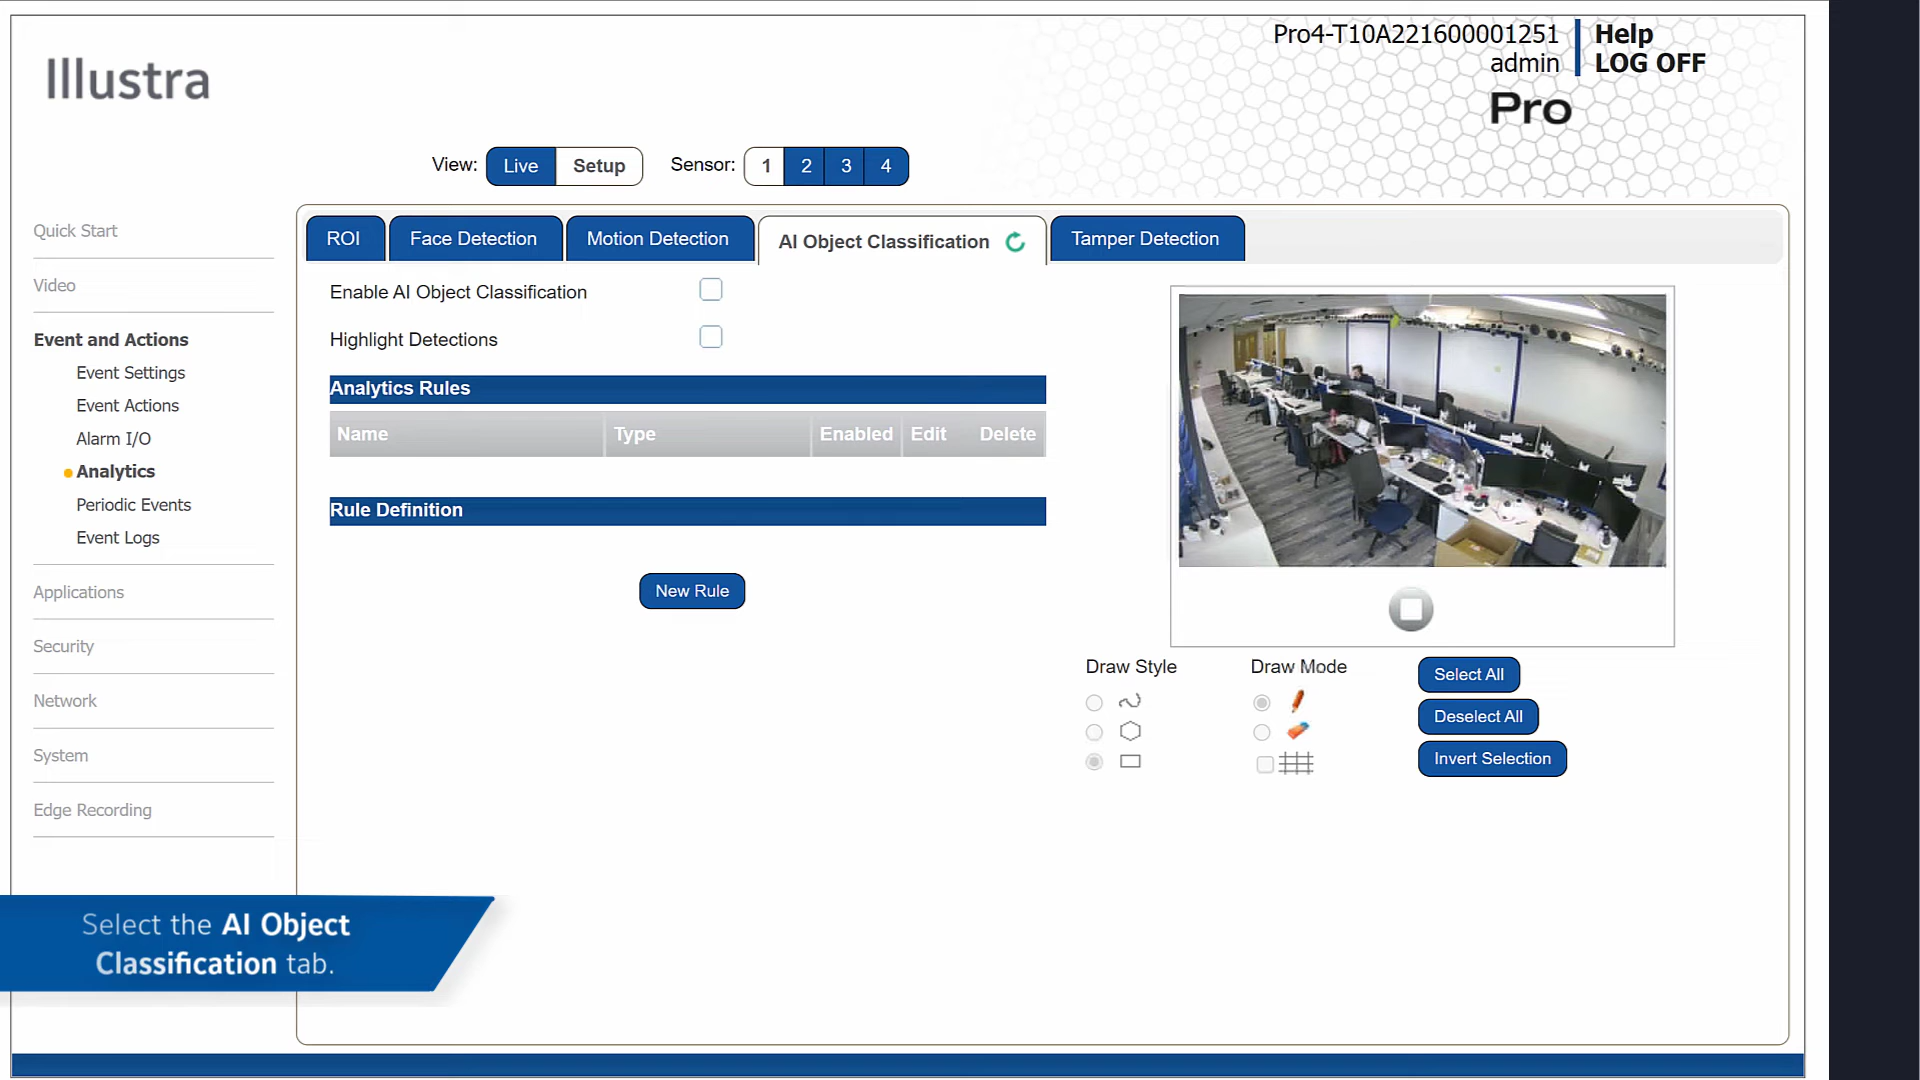 Pro4-T10A221600001251
admin
Help
LOG OFF
Illustra
Pro
View: Live Setup Sensor: 1 2 3 4
Quick Start
Video
Event and Actions
Event Settings
Event Actions
Alarm I/O
Analytics
Periodic Events
Event Logs
Applications
Security
Network
System
Edge Recording
ROI Face Detection Motion Detection AI Object Classification Tamper Detection
Enable AI Object Classification
Highlight Detections
Analytics Rules
Name Type Enabled Edit Delete
Rule Definition
New Rule
Draw Style Draw Mode
Select All
Deselect All
Invert Selection
Select the AI Object
Classification tab.